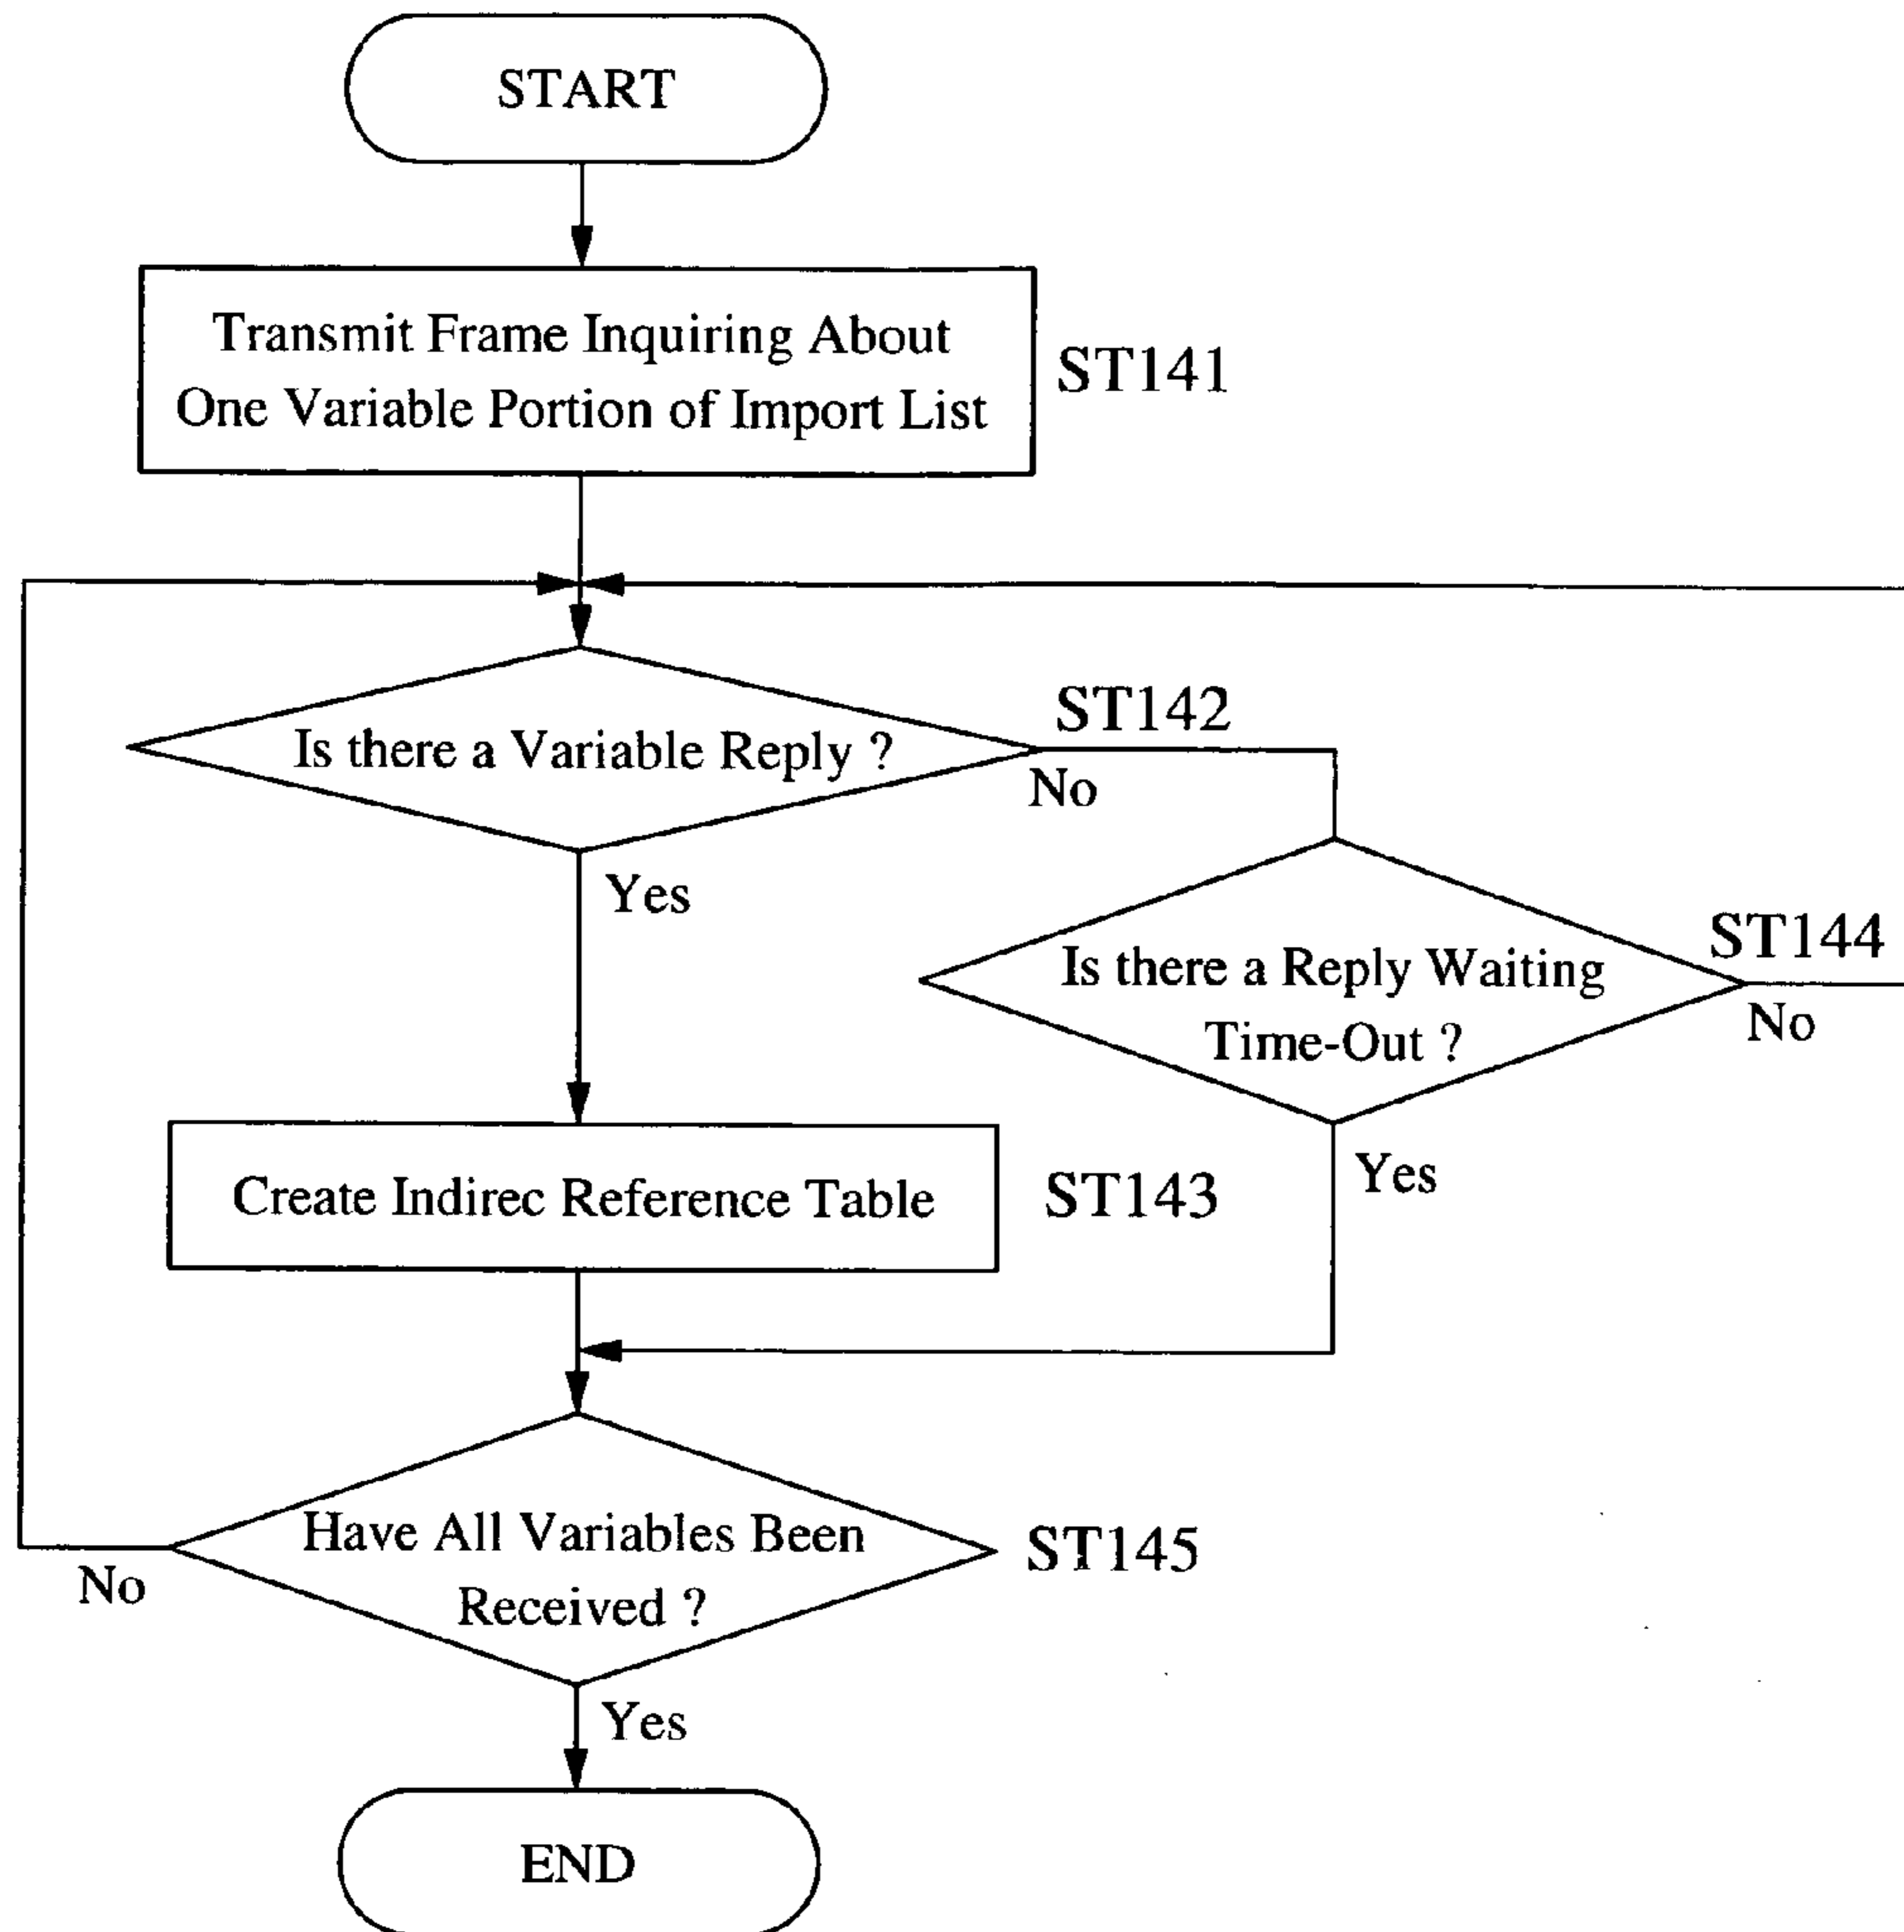 START
Transmit Frame Inquiring About
One Variable Portion of Import List
ST141
Is there a Variable Reply ?
ST142
No
Yes
Is there a Reply Waiting
Time-Out ?
ST144
No
Yes
Create Indirec Reference Table
ST143
Have All Variables Been
Received ?
ST145
No
Yes
END